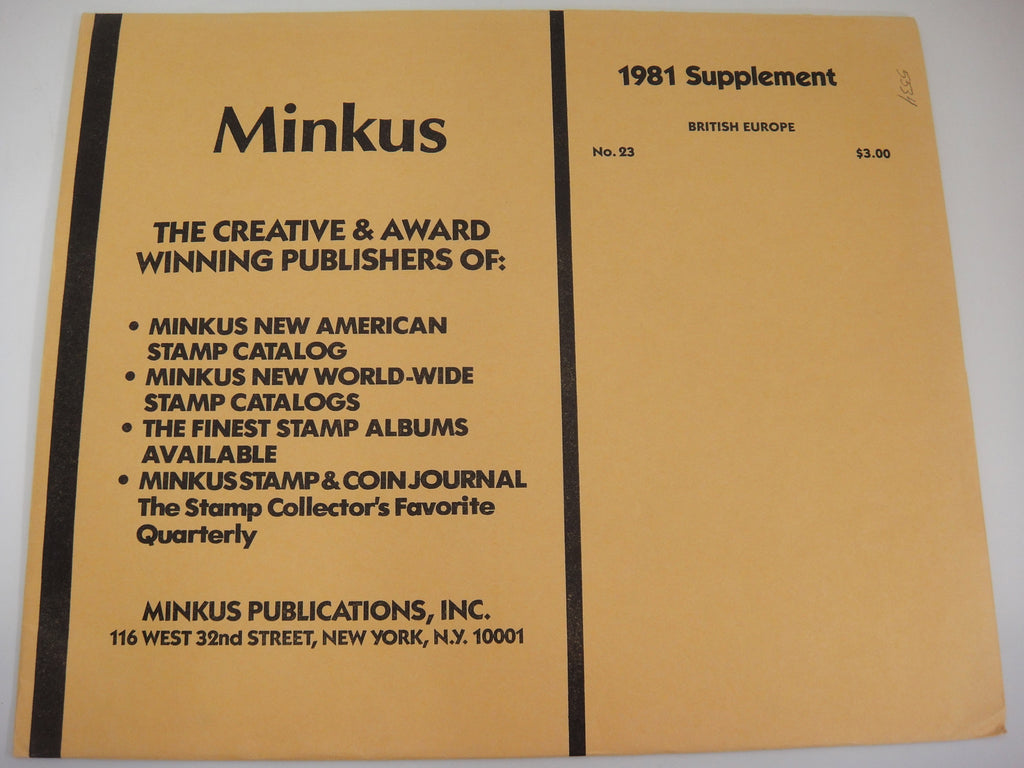 Minkus
THE CREATIVE & AWARD
WINNING PUBLISHERS OF:
• MINKUS NEW AMERICAN
STAMP CATALOG
• MINKUS NEW WORLD-WIDE
STAMP CATALOGS
• THE FINEST STAMP ALBUMS
AVAILABLE
• MINKUS STAMP & COIN JOURNAL
The Stamp Collector's Favorite
Quarterly
MINKUS PUBLICATIONS, INC.
116 WEST 32nd STREET, NEW YORK, N.Y. 10001
1981 Supplement
BRITISH EUROPE
No. 23 $3.00